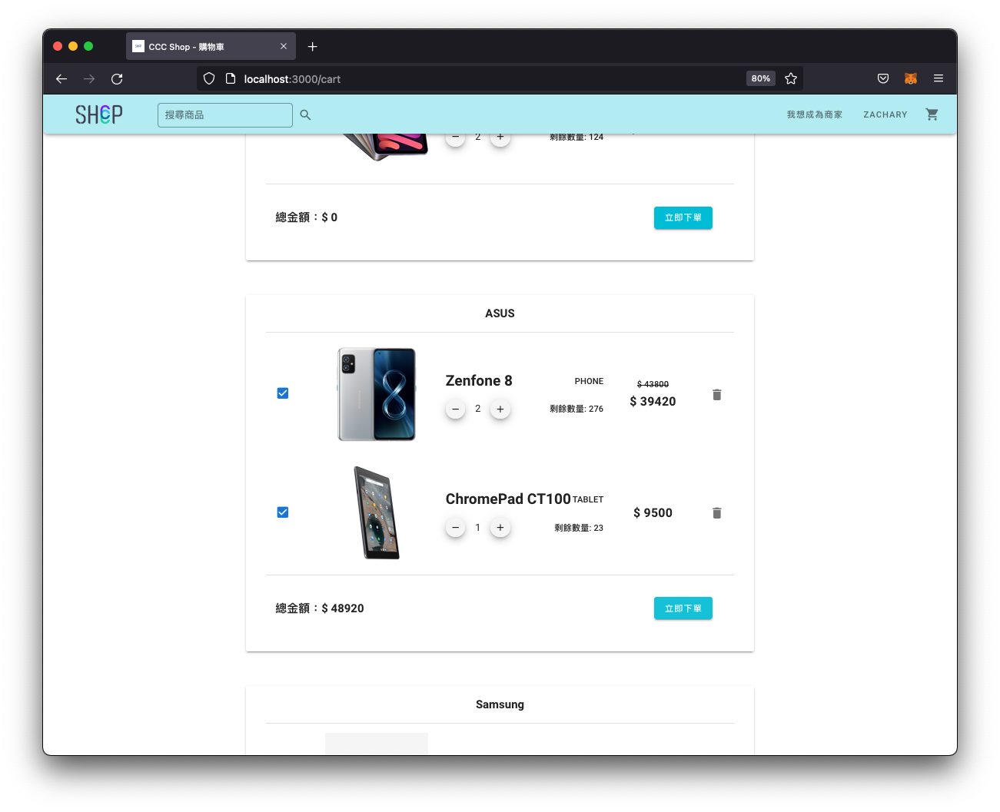 CCC Shop - 購物車
localhost:3000/cart
80%
SHOP
搜尋商品
我想成為商家
ZACHARY
2
剩餘數量: 124
總金額：$ 0
立即下單
ASUS
Zenfone 8
PHONE
$ 43800
$ 39420
2
剩餘數量: 276
ChromePad CT100
TABLET
$ 9500
1
剩餘數量: 23
總金額：$ 48920
立即下單
Samsung